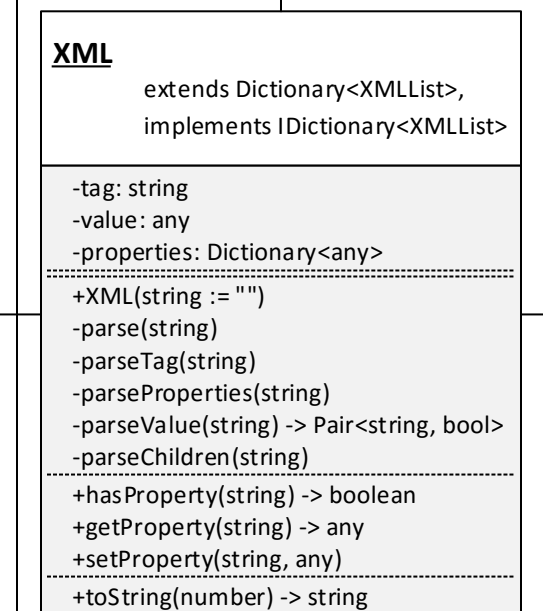 XML
extends Dictionary<XMLList>,
implements IDictionary<XMLList>
-tag: string
-value: any
-properties: Dictionary<any>
+XML(string := "")
-parse(string)
-parseTag(string)
-parseProperties(string)
-parseValue(string) -> Pair<string, bool>
-parseChildren(string)
+hasProperty(string) -> boolean
+getProperty(string) -> any
+setProperty(string, any)
+toString(number) -> string